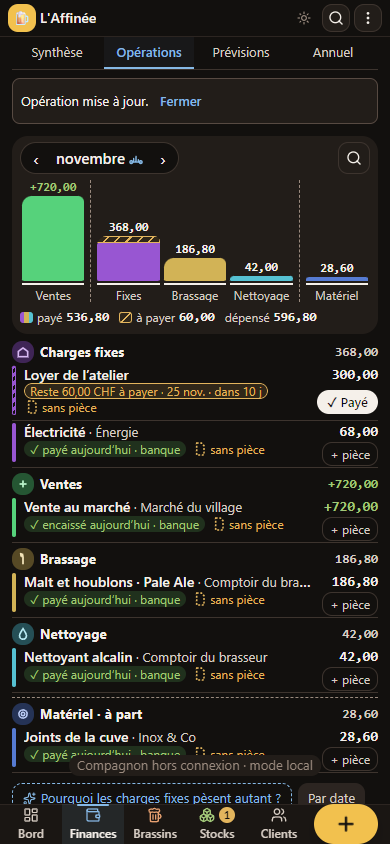 L'Affinée
Synthèse Opérations Prévisions Annuel
Opération mise à jour. Fermer
‹ novembre ›
+720,00
368,00
186,80
42,00
28,60
Ventes Fixes Brassage Nettoyage Matériel
payé 536,80 à payer 60,00 dépensé 596,80
Charges fixes 368,00
Loyer de l’atelier 300,00
Reste 60,00 CHF à payer · 25 nov. · dans 10 j
sans pièce
✓ Payé
Électricité · Énergie 68,00
✓ payé aujourd’hui · banque sans pièce + pièce
Ventes +720,00
Vente au marché · Marché du village +720,00
✓ encaissé aujourd’hui · banque sans pièce + pièce
Brassage 186,80
Malt et houblons · Pale Ale · Comptoir du bra... 186,80
✓ payé aujourd’hui · banque sans pièce + pièce
Nettoyage 42,00
Nettoyant alcalin · Comptoir du brasseur 42,00
✓ payé aujourd’hui · banque sans pièce + pièce
Matériel · à part 28,60
Joints de la cuve · Inox & Co 28,60
✓ payé aujourd’hui · banque sans pièce + pièce
Compagnon hors connexion · mode local
Pourquoi les charges fixes pèsent autant ? Par date
Bord Finances Brassins Stocks 1 Clients +